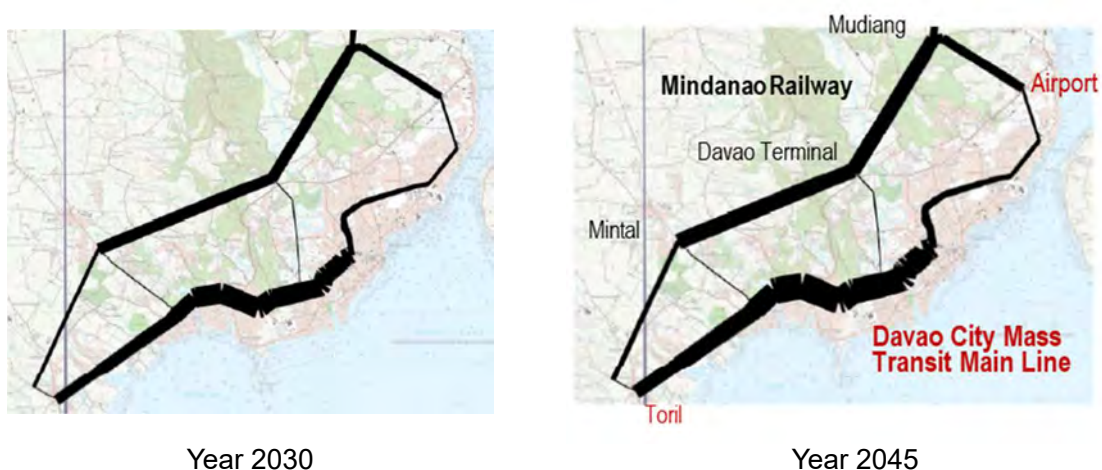 Mudiang
Mindanao Railway
Airport
Davao Terminal
Mintal
Davao City Mass
Transit Main Line
Toril
Year 2030
Year 2045